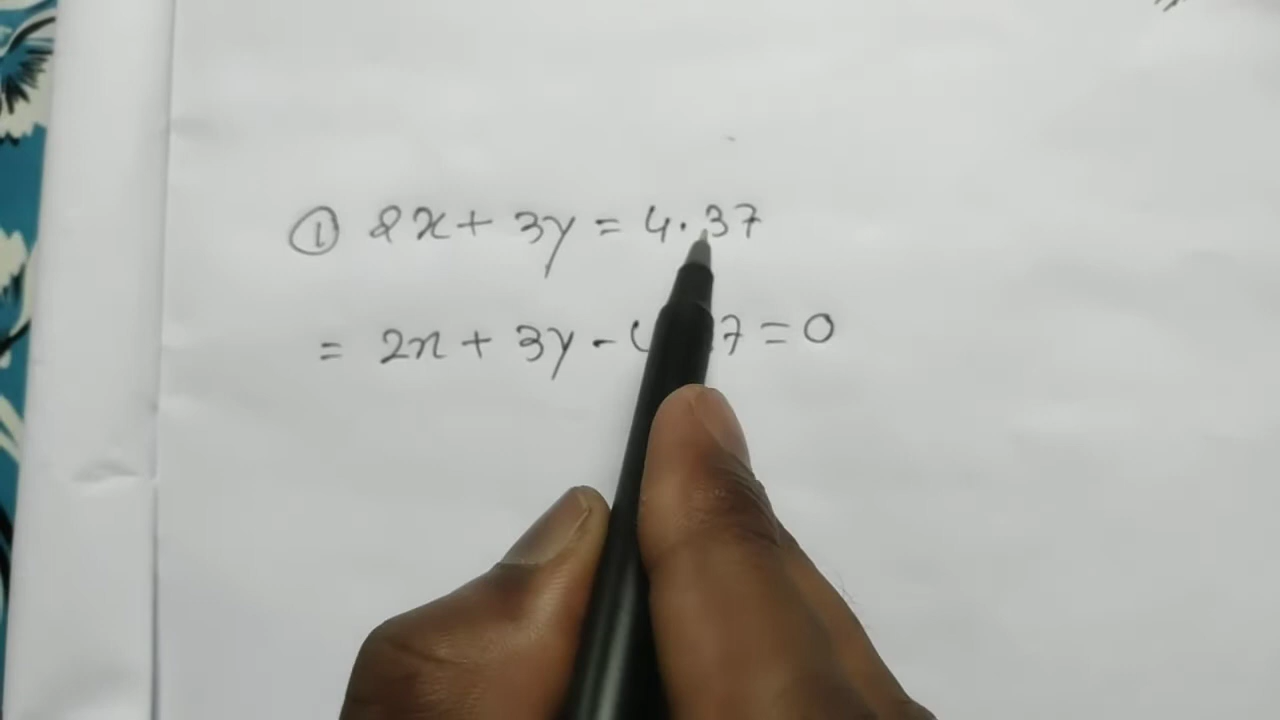 ① 2x + 3y = 4.37
= 2x + 3y - 7 = 0